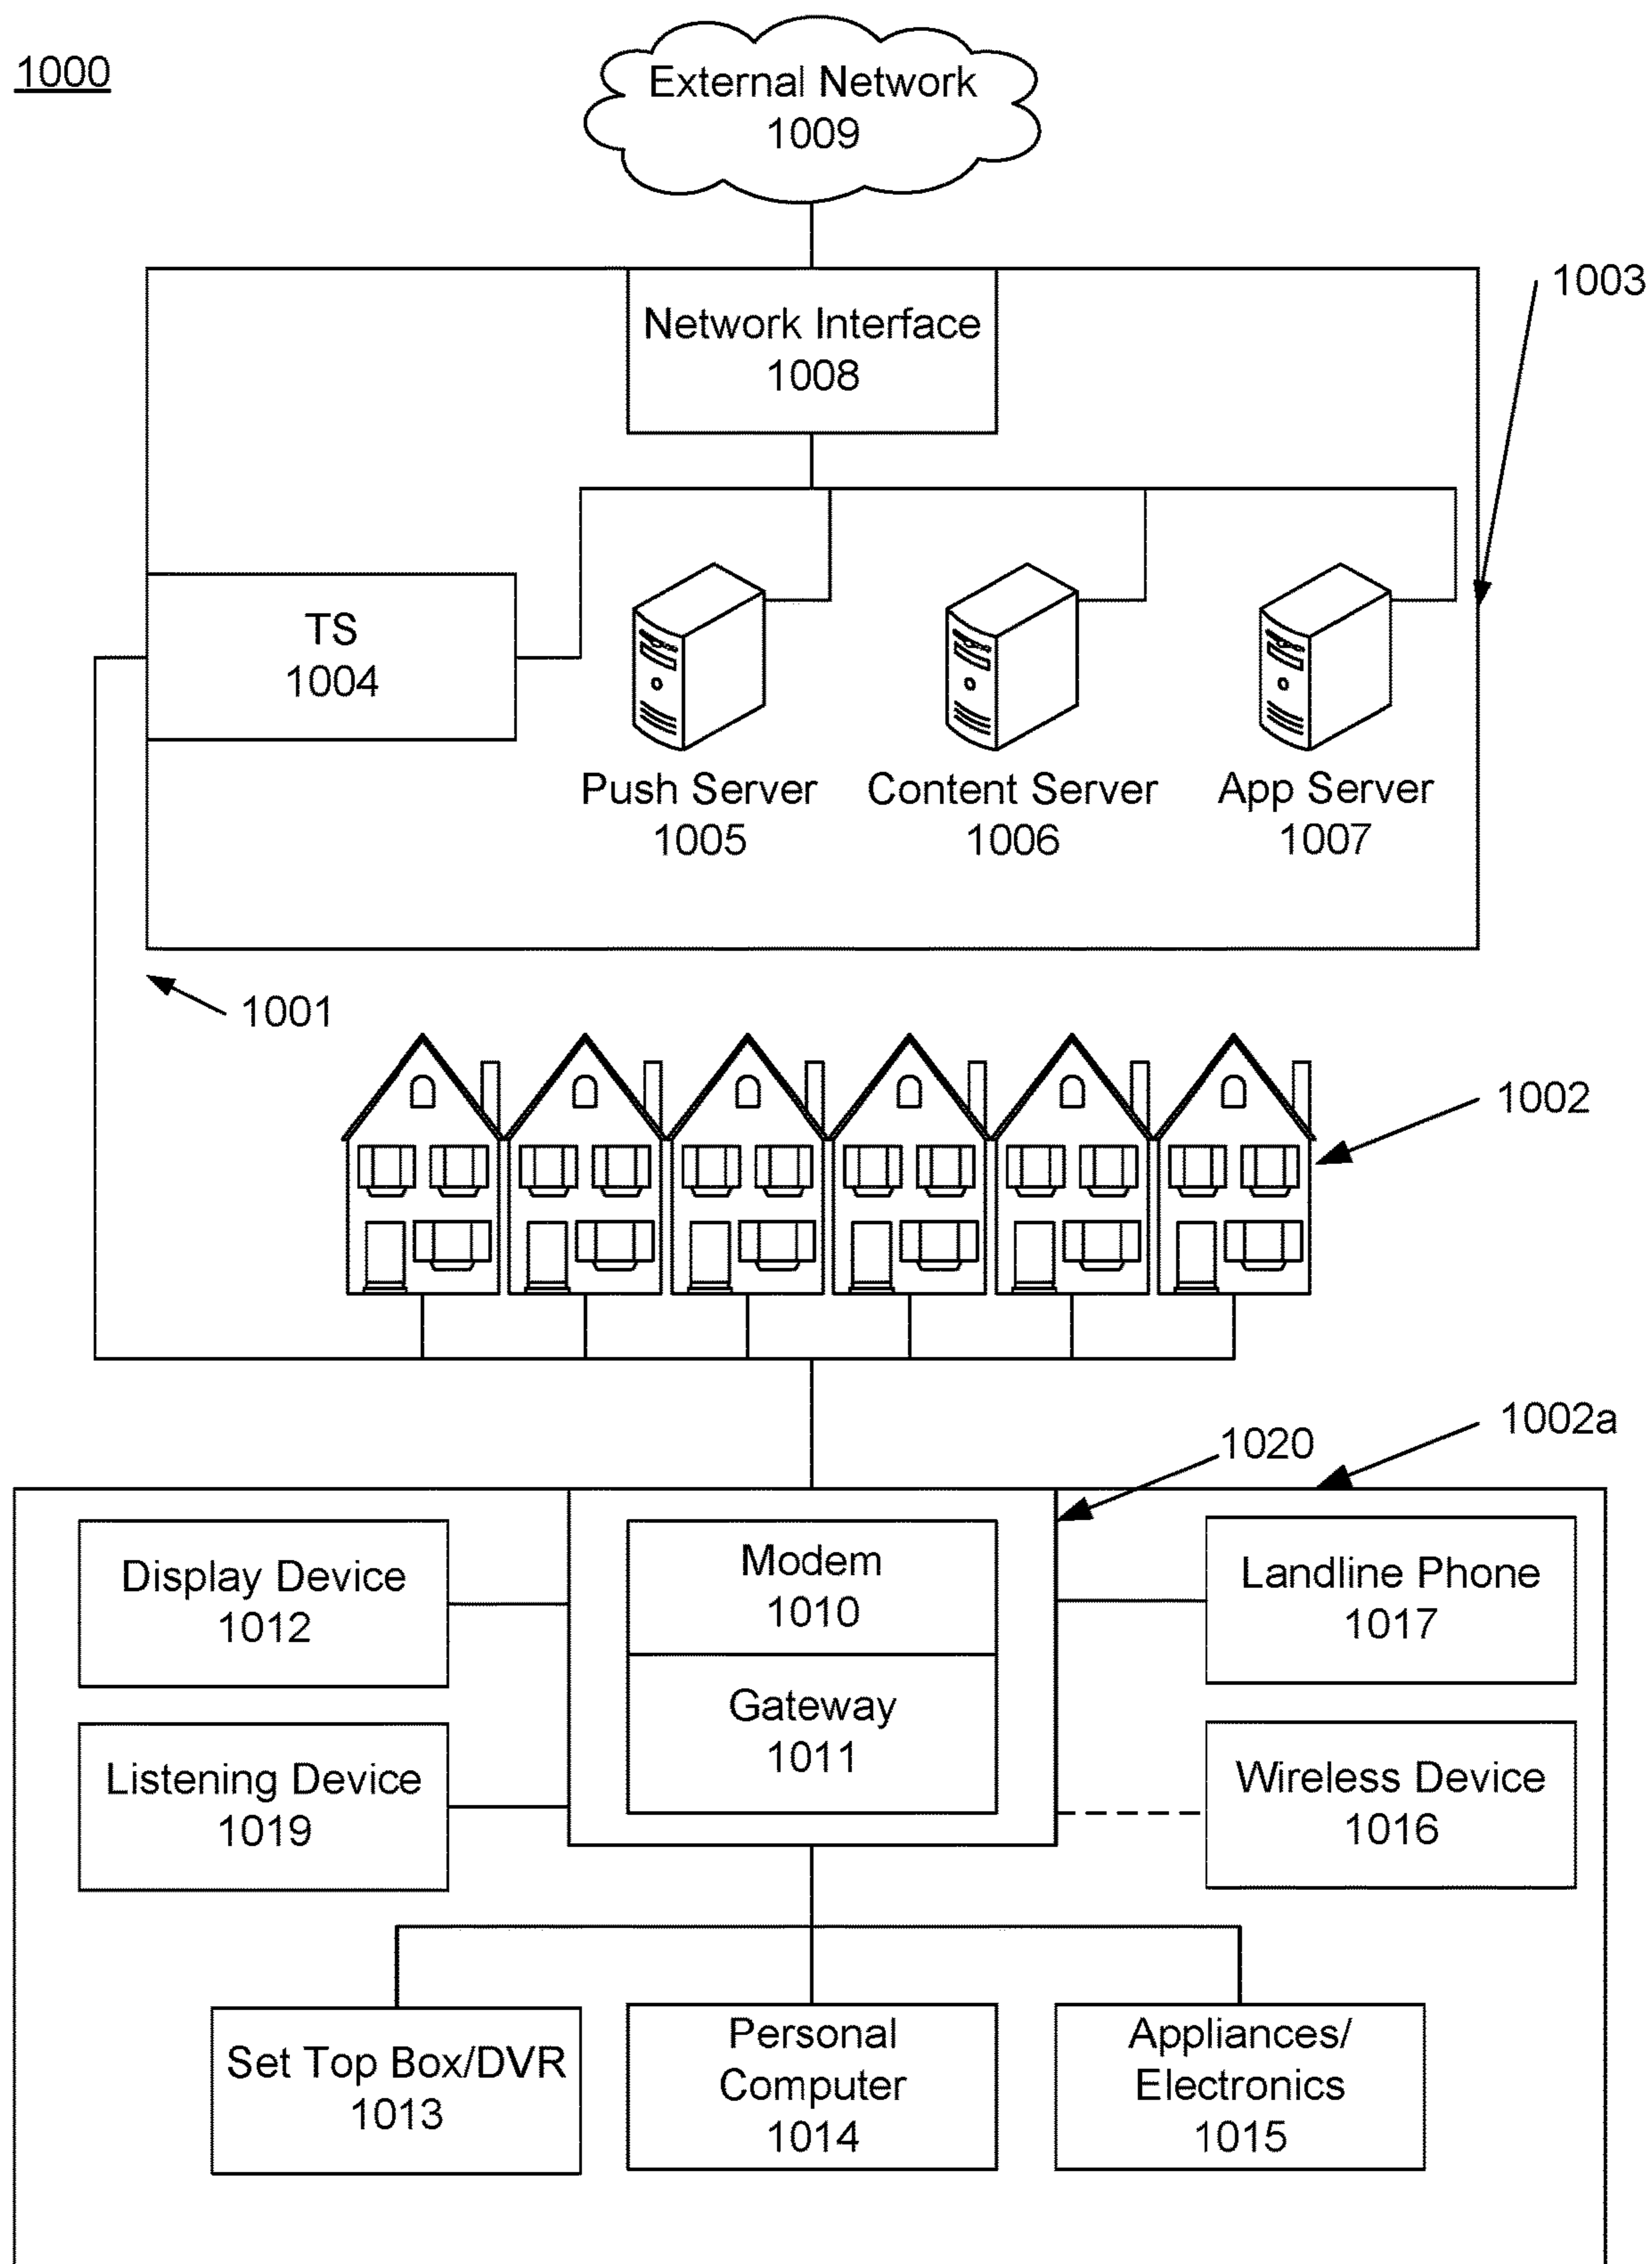 1000
External Network
1009
1003
Network Interface
1008
TS
1004
Push Server
1005
Content Server
1006
App Server
1007
1001
1002
1002a
1020
Display Device
1012
Modem
1010
Landline Phone
1017
Gateway
1011
Listening Device
1019
Wireless Device
1016
Set Top Box/DVR
1013
Personal
Computer
1014
Appliances/
Electronics
1015